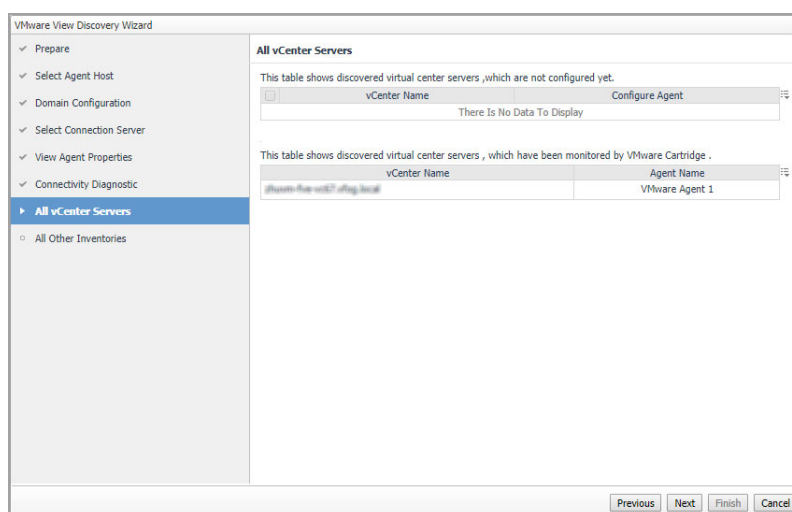 VMware View Discovery Wizard
Prepare
Select Agent Host
Domain Configuration
Select Connection Server
View Agent Properties
Connectivity Diagnostic
All vCenter Servers
All Other Inventories
All vCenter Servers
This table shows discovered virtual center servers ,which are not configured yet.
vCenter Name Configure Agent
There Is No Data To Display
This table shows discovered virtual center servers , which have been monitored by VMware Cartridge .
vCenter Name Agent Name
VMware Agent 1
Previous Next Finish Cancel